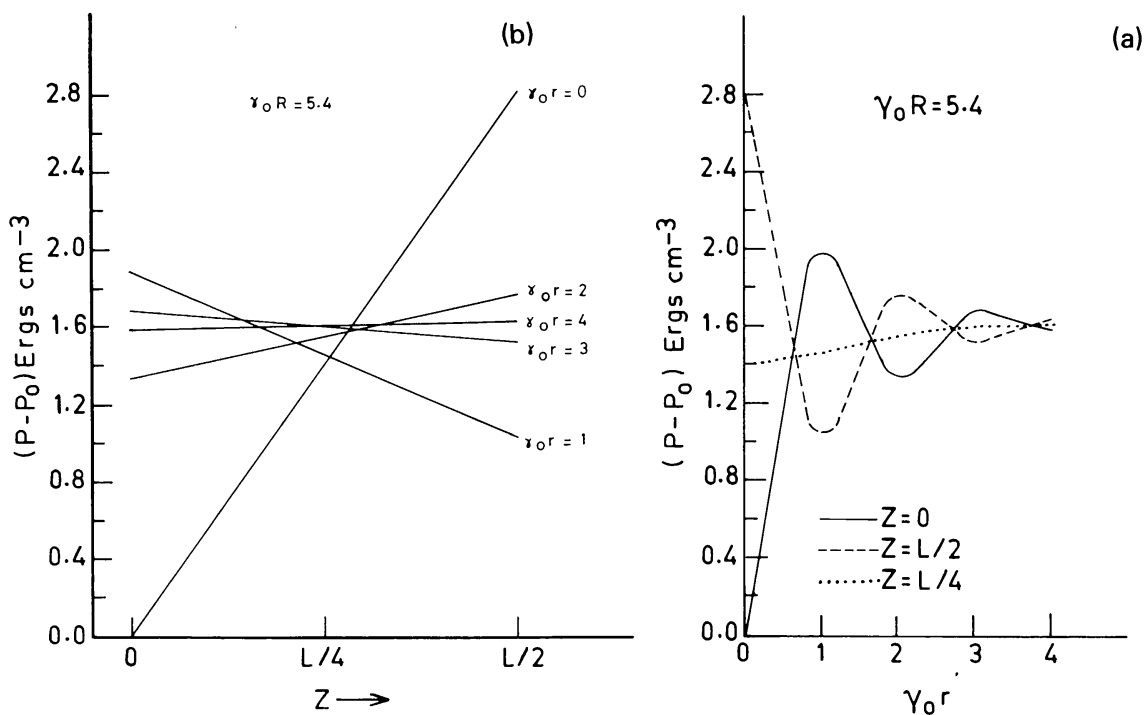 (b)
(P-P₀) Ergs cm⁻³
2.8
2.4
2.0
1.6
1.2
0.8
0.4
0.0
γ₀R = 5.4
γ₀r = 0
γ₀r = 2
γ₀r = 4
γ₀r = 3
γ₀r = 1
0 L/4 L/2
Z →
(a)
(P-P₀) Ergs cm⁻³
2.8
2.4
2.0
1.6
1.2
0.8
0.4
0.0
γ₀R = 5.4
Z = 0
Z = L/2
Z = L/4
0 1 2 3 4
γ₀r